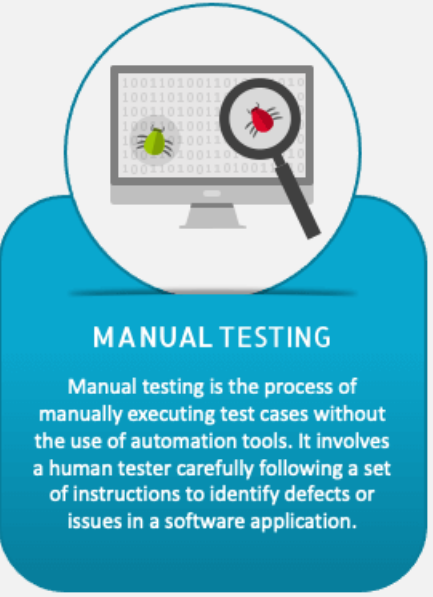 MANUAL TESTING
Manual testing is the process of
manually executing test cases without
the use of automation tools. It involves
a human tester carefully following a set
of instructions to identify defects or
issues in a software application.